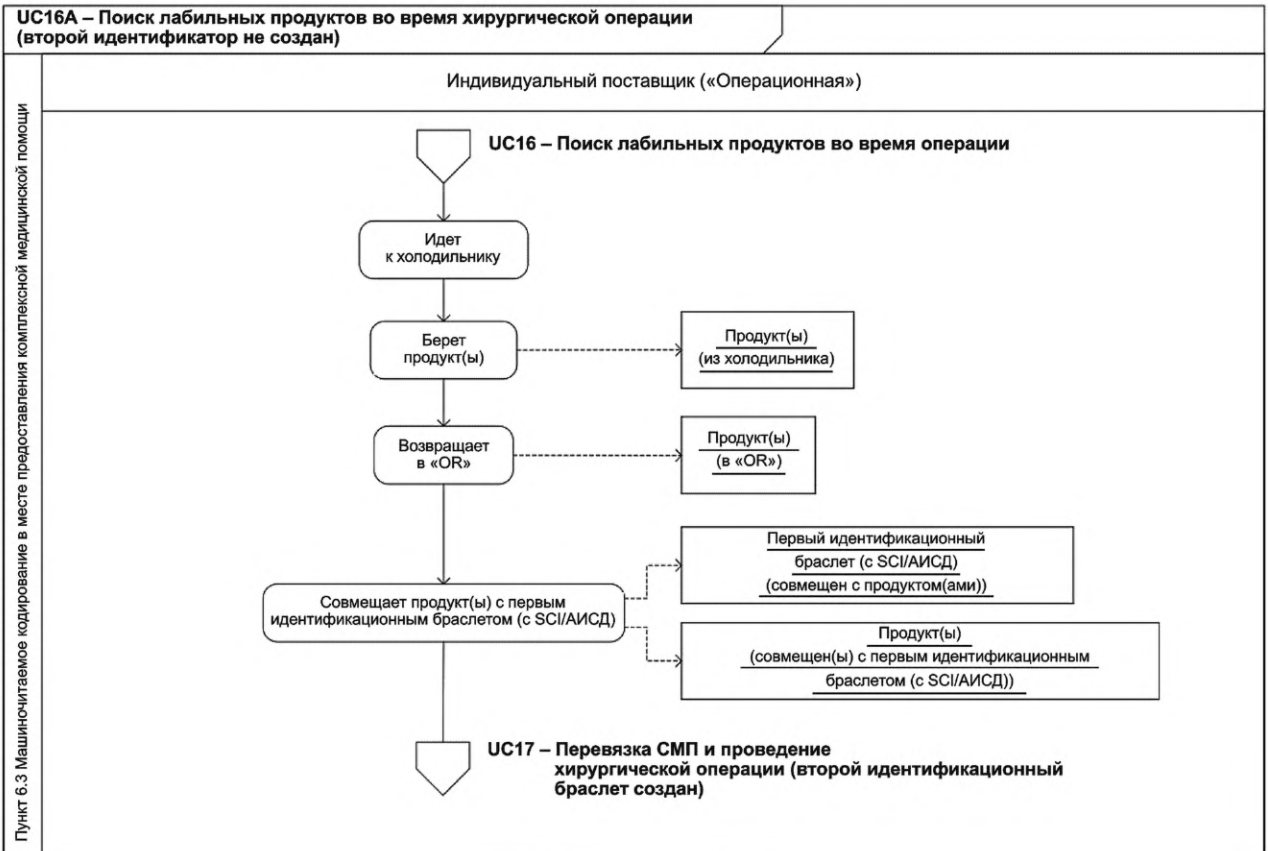 UC16A – Поиск лабильных продуктов во время хирургической операции
(второй идентификатор не создан)
Индивидуальный поставщик («Операционная»)
Пункт 6.3 Машиночитаемое кодирование в месте предоставления комплексной медицинской помощи
UC16 – Поиск лабильных продуктов во время операции
Идет
к холодильнику
Берет
продукт(ы)
Продукт(ы)
(из холодильника)
Возвращает
в «OR»
Продукт(ы)
(в «OR»)
Совмещает продукт(ы) с первым
идентификационным браслетом (с SCI/АИСД)
Первый идентификационный
браслет (с SCI/АИСД)
(совмещен с продуктом(ами))
Продукт(ы)
(совмещен(ы) с первым идентификационным
браслетом (с SCI/АИСД))
UC17 – Перевязка СМП и проведение
хирургической операции (второй идентификационный
браслет создан)